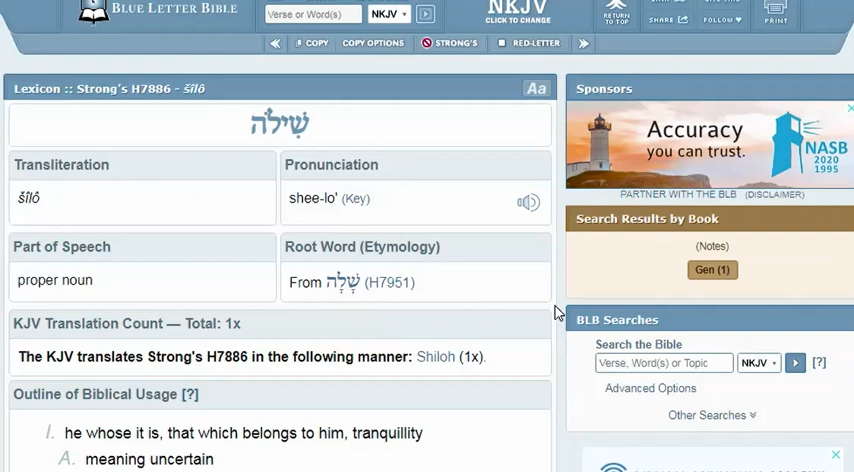 BLUE LETTER BIBLE
Verse or Word(s)
NKJV
NKJV
CLICK TO CHANGE
RETURN
TO TOP
SHARE
FOLLOW
PRINT
COPY
COPY OPTIONS
STRONG'S
RED-LETTER
Lexicon :: Strong's H7886 - šîlô
Aa
שִׁילֹה
Transliteration
šîlô
Pronunciation
shee-lo' (Key)
Part of Speech
proper noun
Root Word (Etymology)
From שָׁלָה (H7951)
KJV Translation Count — Total: 1x
The KJV translates Strong's H7886 in the following manner: Shiloh (1x).
Outline of Biblical Usage [?]
I. he whose it is, that which belongs to him, tranquillity
A. meaning uncertain
Sponsors
Accuracy
you can trust.
NASB
2020
1995
PARTNER WITH THE BLB (DISCLAIMER)
Search Results by Book
(Notes)
Gen (1)
BLB Searches
Search the Bible
Verse, Word(s) or Topic
NKJV
[?]
Advanced Options
Other Searches